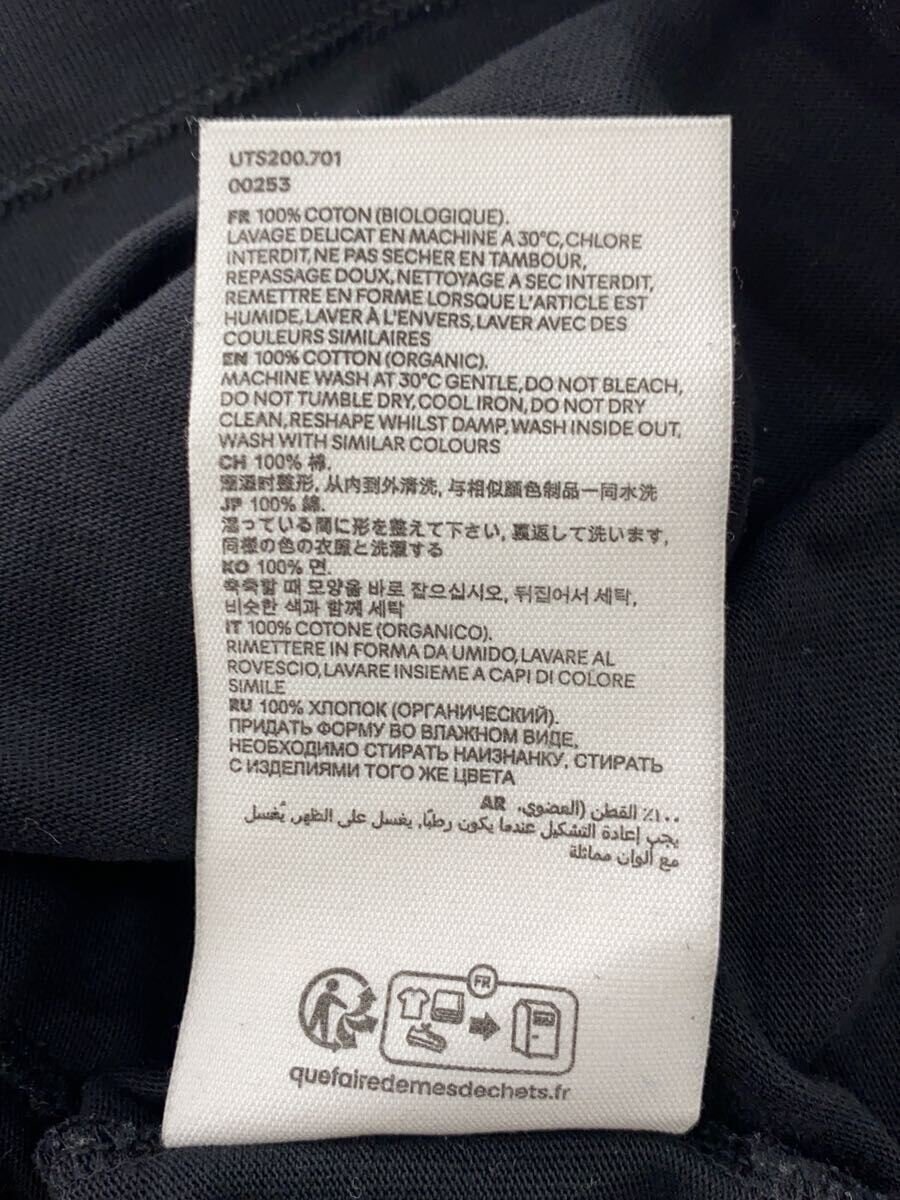 UTS200.701
00253
FR 100% COTON (BIOLOGIQUE).
LAVAGE DELICAT EN MACHINE A 30°C, CHLORE
INTERDIT, NE PAS SECHER EN TAMBOUR,
REPASSAGE DOUX, NETTOYAGE A SEC INTERDIT,
REMETTRE EN FORME LORSQUE L'ARTICLE EST
HUMIDE, LAVER À L'ENVERS, LAVER AVEC DES
COULEURS SIMILAIRES
EN 100% COTTON (ORGANIC).
MACHINE WASH AT 30°C GENTLE, DO NOT BLEACH,
DO NOT TUMBLE DRY, COOL IRON, DO NOT DRY
CLEAN, RESHAPE WHILST DAMP, WASH INSIDE OUT,
WASH WITH SIMILAR COLOURS
CH 100% 棉.
潮湿时整形, 从内到外清洗, 与相似颜色制品一同水洗
JP 100% 綿.
湿っている間に形を整えて下さい, 裏返して洗います,
同様の色の衣服と洗濯する
KO 100% 면.
축축할 때 모양을 바로 잡으십시오, 뒤집어서 세탁,
비슷한 색과 함께 세탁
IT 100% COTONE (ORGANICO).
RIMETTERE IN FORMA DA UMIDO, LAVARE AL
ROVESCIO, LAVARE INSIEME A CAPI DI COLORE
SIMILE
RU 100% ХЛОПОК (ОРГАНИЧЕСКИЙ).
ПРИДАТЬ ФОРМУ ВО ВЛАЖНОМ ВИДЕ,
НЕОБХОДИМО СТИРАТЬ НАИЗНАНКУ, СТИРАТЬ
С ИЗДЕЛИЯМИ ТОГО ЖЕ ЦВЕТА
١٠٠٪ القطن (العضوي. AR
يجب إعادة التشكيل عندما يكون رطبًا, يغسل على الظهر, يُغسل
مع ألوان مماثلة
FR
quefairedemesdechets.fr